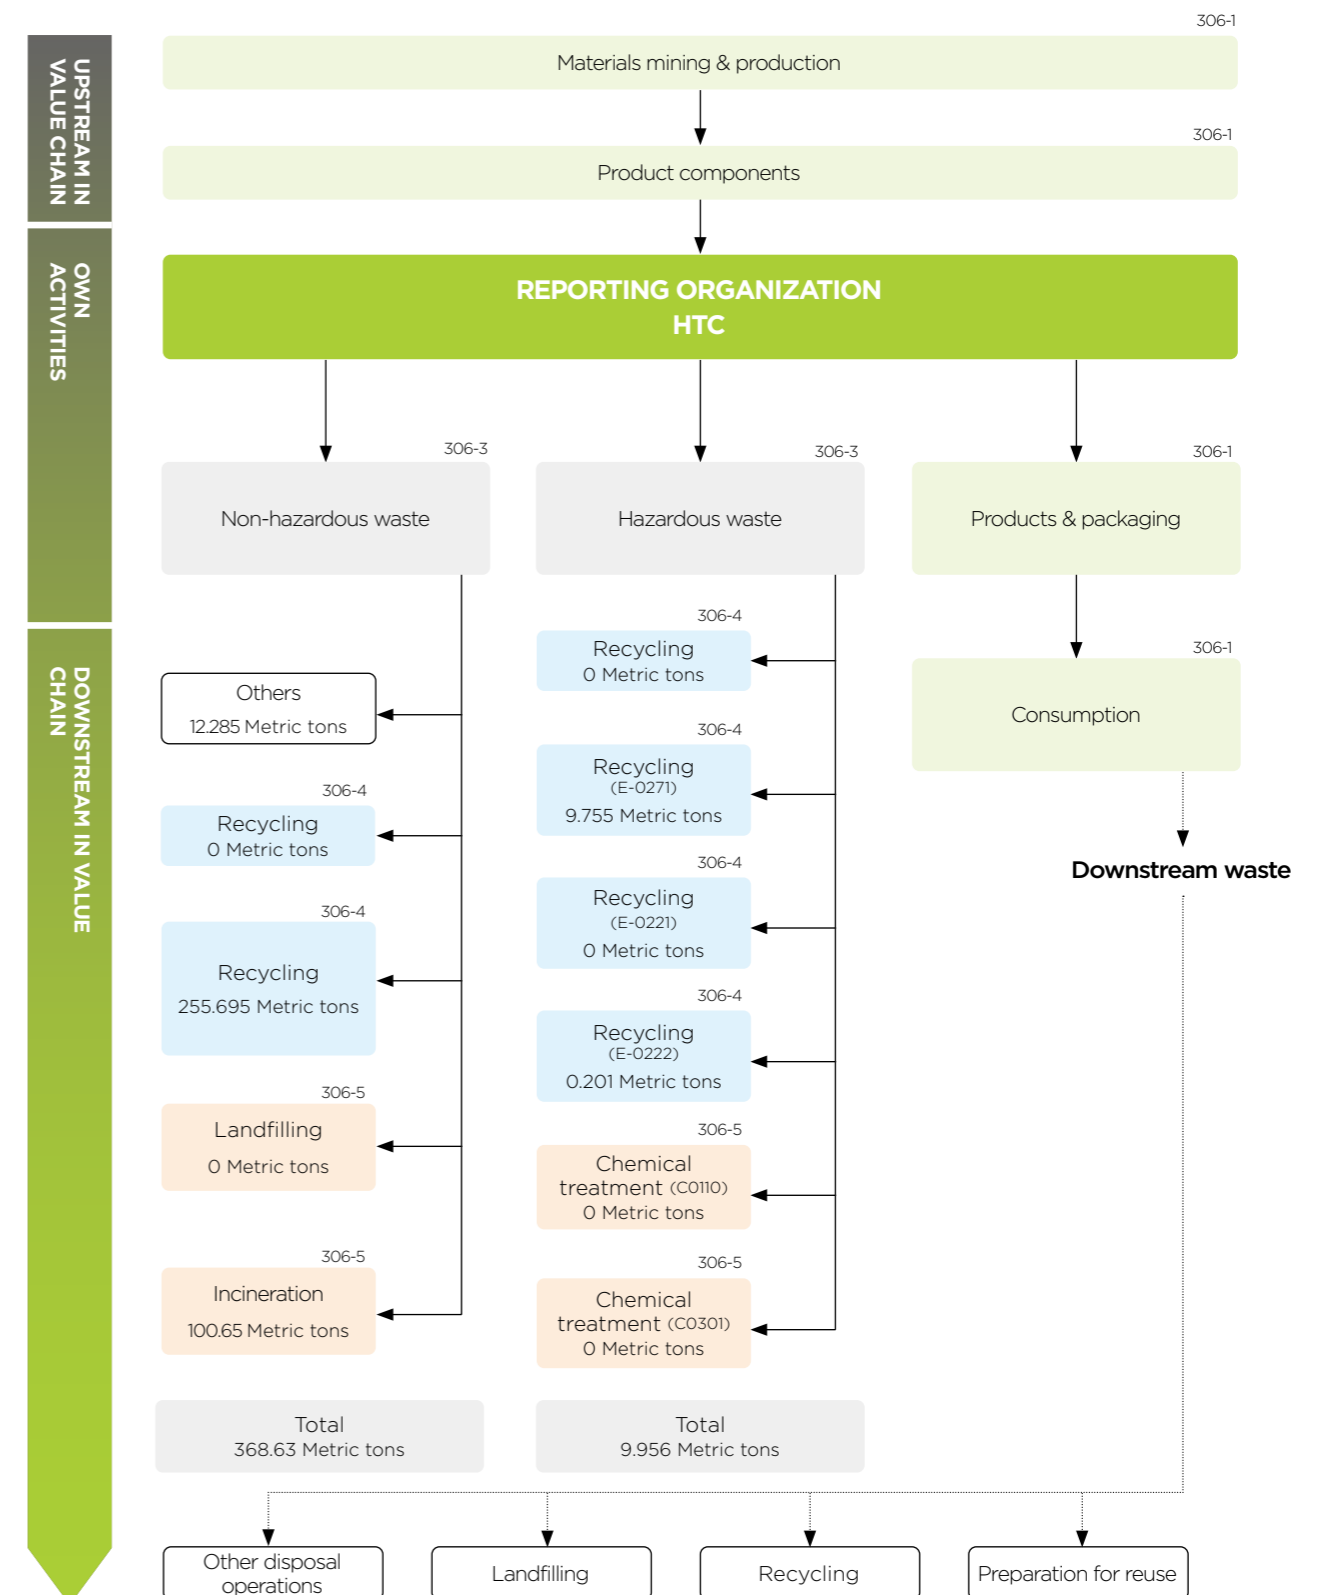 306-1
UPSTREAM IN
VALUE CHAIN
Materials mining & production
306-1
Product components
OWN
ACTIVITIES
REPORTING ORGANIZATION
HTC
306-3
Non-hazardous waste
306-3
Hazardous waste
306-1
Products & packaging
DOWNSTREAM IN VALUE
CHAIN
Others
12.285 Metric tons
306-4
Recycling
0 Metric tons
306-4
Recycling
255.695 Metric tons
306-5
Landfilling
0 Metric tons
306-5
Incineration
100.65 Metric tons
Total
368.63 Metric tons
306-4
Recycling
0 Metric tons
306-4
Recycling
(E-0271)
9.755 Metric tons
306-4
Recycling
(E-0221)
0 Metric tons
306-4
Recycling
(E-0222)
0.201 Metric tons
306-5
Chemical
treatment (C0110)
0 Metric tons
306-5
Chemical
treatment (C0301)
0 Metric tons
Total
9.956 Metric tons
306-1
Consumption
Downstream waste
Other disposal
operations
Landfilling
Recycling
Preparation for reuse